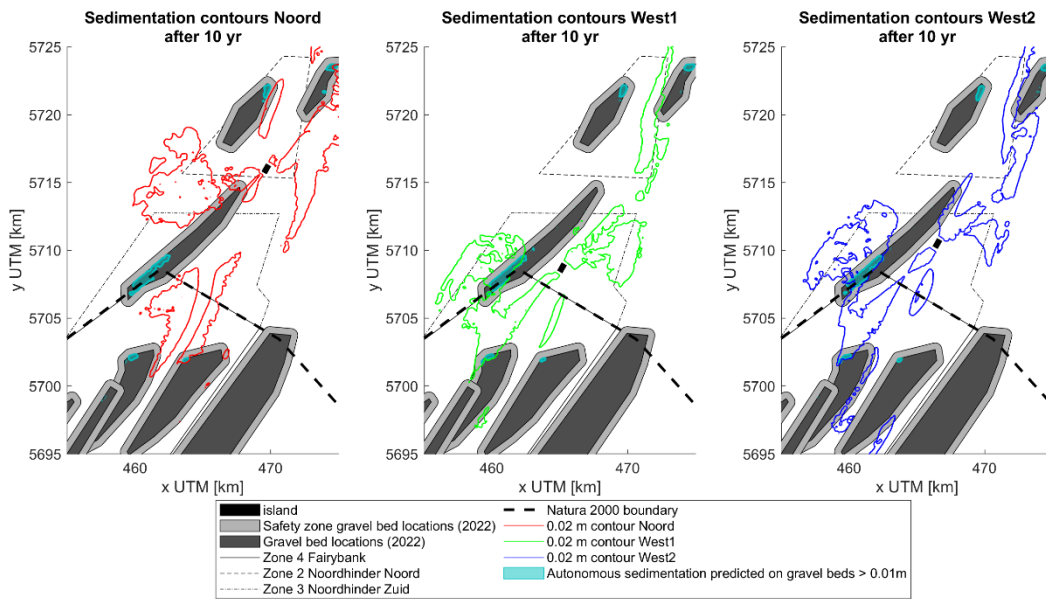 Sedimentation contours Noord
after 10 yr
Sedimentation contours West1
after 10 yr
Sedimentation contours West2
after 10 yr
5725
5720
5715
5710
5705
5700
5695
y UTM [km]
460
470
x UTM [km]
5725
5720
5715
5710
5705
5700
5695
y UTM [km]
460
470
x UTM [km]
5725
5720
5715
5710
5705
5700
5695
y UTM [km]
460
470
x UTM [km]
island
Safety zone gravel bed locations (2022)
Gravel bed locations (2022)
Zone 4 Fairybank
Zone 2 Noordhinder Noord
Zone 3 Noordhinder Zuid
Natura 2000 boundary
0.02 m contour Noord
0.02 m contour West1
0.02 m contour West2
Autonomous sedimentation predicted on gravel beds > 0.01m